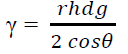 γ = rhdg / 2 cosθ